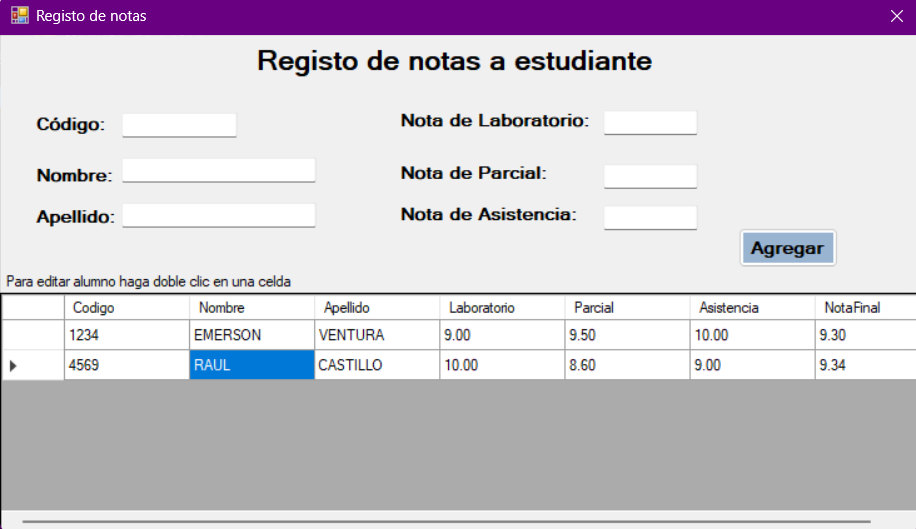 Registo de notas
Registo de notas a estudiante
Código:
Nota de Laboratorio:
Nombre:
Nota de Parcial:
Apellido:
Nota de Asistencia:
Agregar
Para editar alumno haga doble clic en una celda
Codigo Nombre Apellido Laboratorio Parcial Asistencia NotaFinal
1234 EMERSON VENTURA 9.00 9.50 10.00 9.30
4569 RAUL CASTILLO 10.00 8.60 9.00 9.34